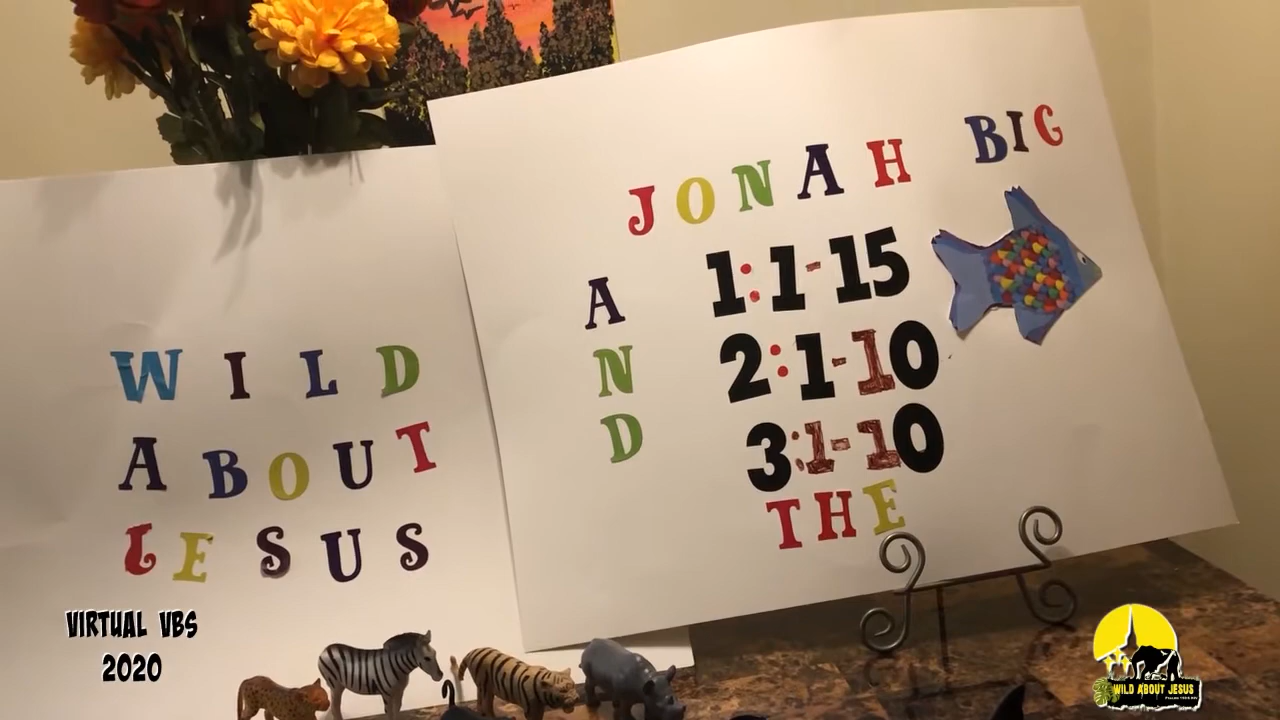 WILD
ABOUT
JESUS
JONAH BIG
AND
1:1-15
2:1-10
3:1-10
THE
VIRTUAL VBS
2020
WILD ABOUT JESUS